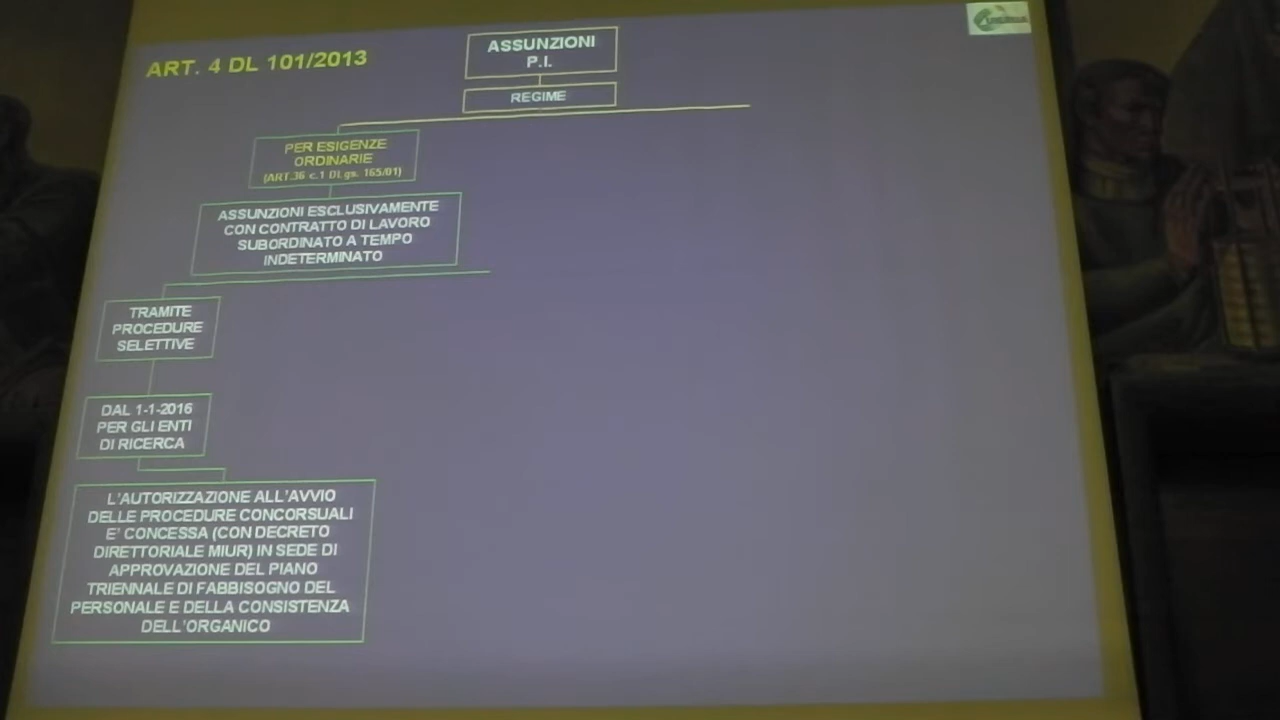 ART. 4 DL 101/2013
ASSUNZIONI
P.I.
REGIME
PER ESIGENZE
ORDINARIE
(ART.36 c.1 Dl.gs. 165/01)
ASSUNZIONI ESCLUSIVAMENTE
CON CONTRATTO DI LAVORO
SUBORDINATO A TEMPO
INDETERMINATO
TRAMITE
PROCEDURE
SELETTIVE
DAL 1-1-2016
PER GLI ENTI
DI RICERCA
L'AUTORIZZAZIONE ALL'AVVIO
DELLE PROCEDURE CONCORSUALI
E' CONCESSA (CON DECRETO
DIRETTORIALE MIUR) IN SEDE DI
APPROVAZIONE DEL PIANO
TRIENNALE DI FABBISOGNO DEL
PERSONALE E DELLA CONSISTENZA
DELL'ORGANICO